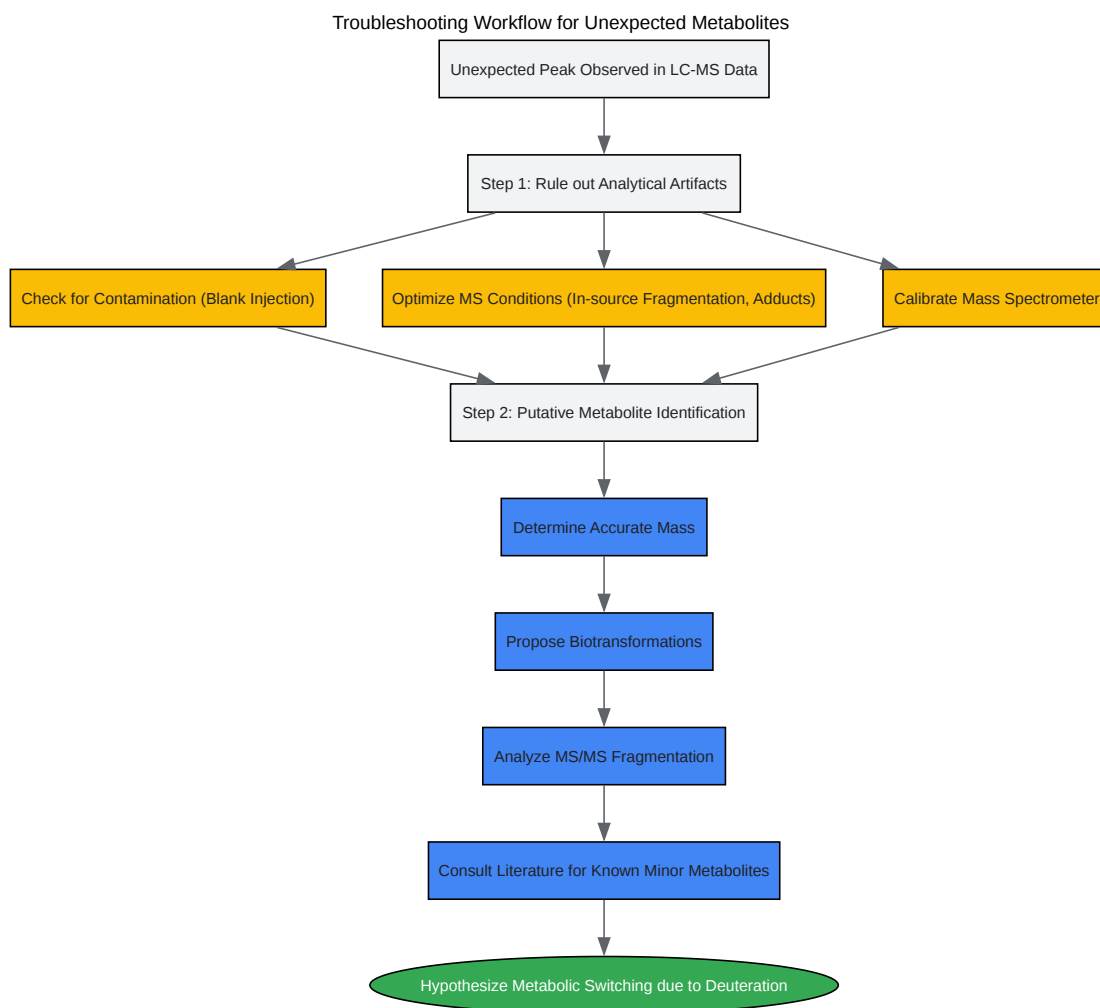 Troubleshooting Workflow for Unexpected Metabolites
Unexpected Peak Observed in LC-MS Data
Step 1: Rule out Analytical Artifacts
Check for Contamination (Blank Injection)
Optimize MS Conditions (In-source Fragmentation, Adducts)
Calibrate Mass Spectrometer
Step 2: Putative Metabolite Identification
Determine Accurate Mass
Propose Biotransformations
Analyze MS/MS Fragmentation
Consult Literature for Known Minor Metabolites
Hypothesize Metabolic Switching due to Deuteration